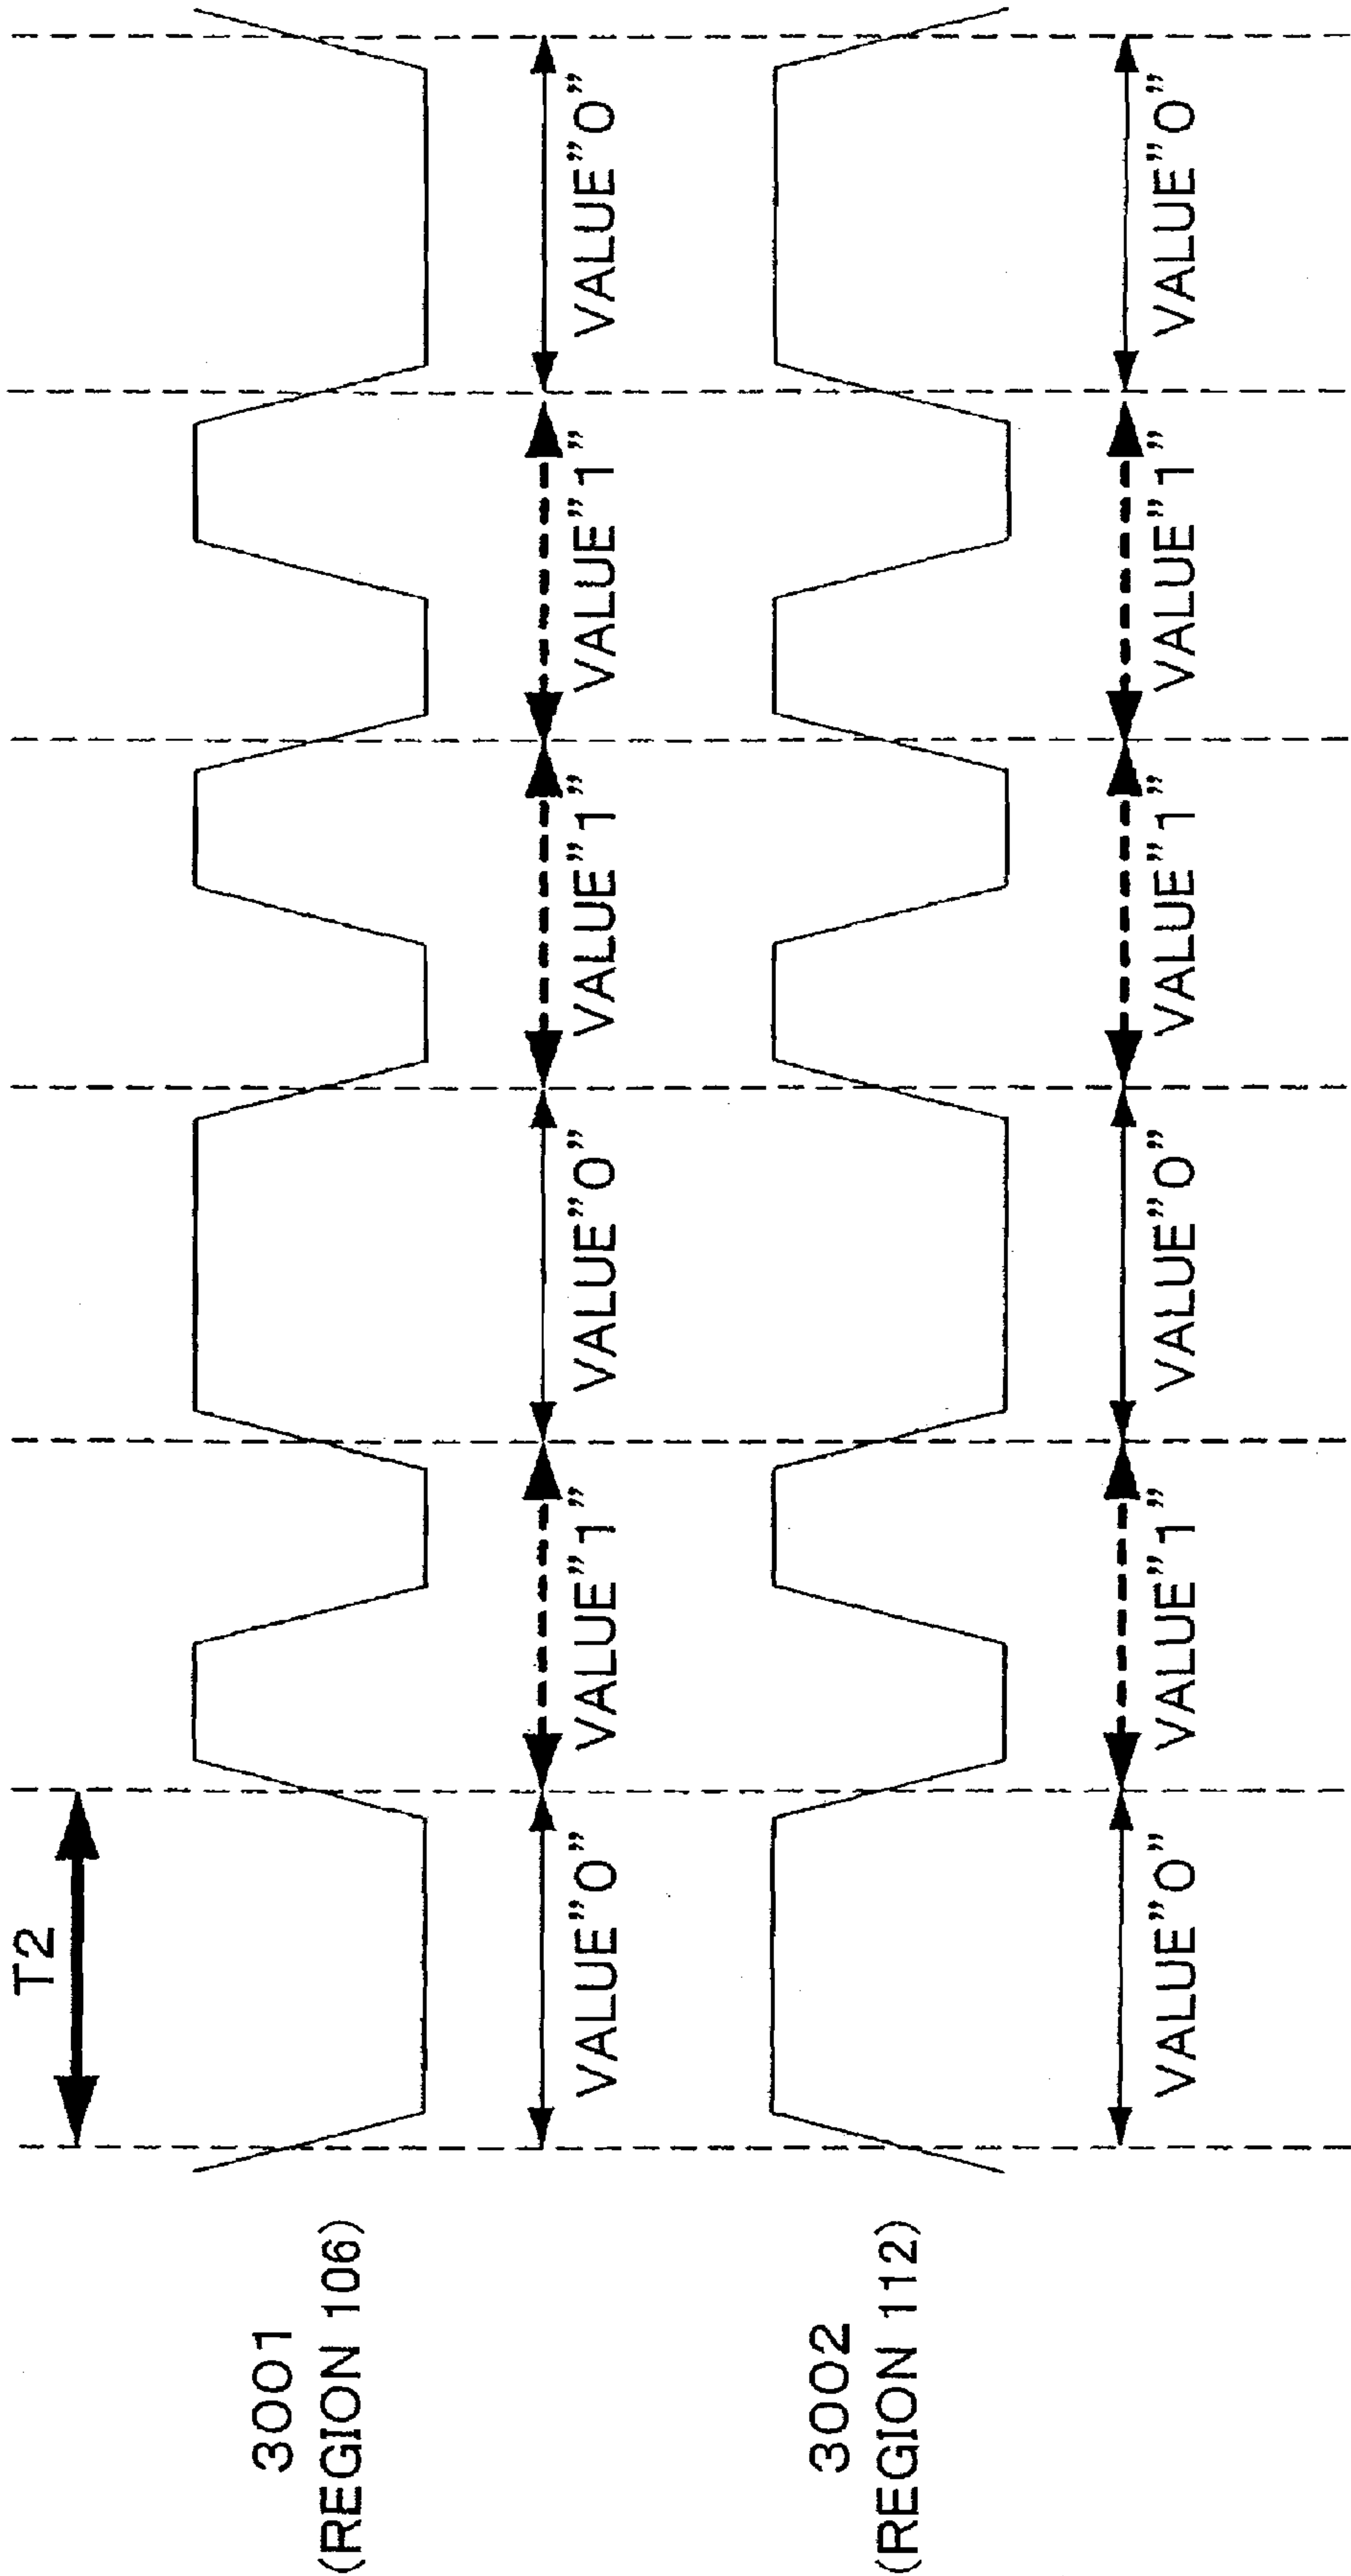 T2
3001
(REGION 106)
VALUE"0"
VALUE"1"
VALUE"0"
VALUE"1"
VALUE"1"
VALUE"0"
3002
(REGION 112)
VALUE"0"
VALUE"1"
VALUE"0"
VALUE"1"
VALUE"1"
VALUE"0"